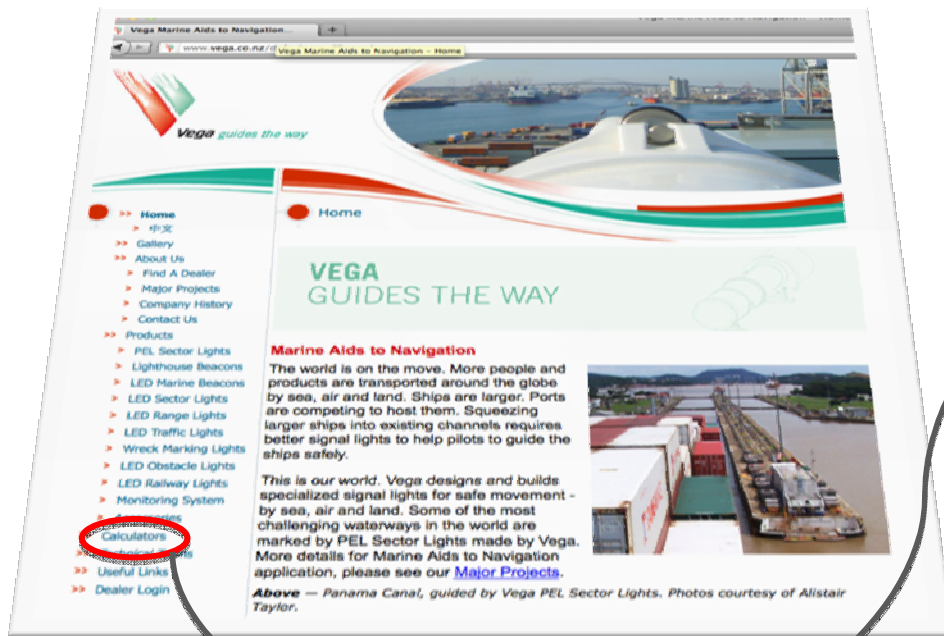 Vega Marine Aids to Navigation...
www.vega.co.nz/
Vega Marine Aids to Navigation - Home
Vega guides the way
>> Home
> 中文
>> Gallery
>> About Us
> Find A Dealer
> Major Projects
> Company History
> Contact Us
>> Products
> PEL Sector Lights
> Lighthouse Beacons
> LED Marine Beacons
> LED Sector Lights
> LED Range Lights
> LED Traffic Lights
> Wreck Marking Lights
> LED Obstacle Lights
> LED Railway Lights
> Monitoring System
> Accessories
Calculators
>> Useful Links
>> Dealer Login
Home
VEGA
GUIDES THE WAY
Marine Aids to Navigation
The world is on the move. More people and
products are transported around the globe
by sea, air and land. Ships are larger. Ports
are competing to host them. Squeezing
larger ships into existing channels requires
better signal lights to help pilots to guide the
ships safely.
This is our world. Vega designs and builds
specialized signal lights for safe movement -
by sea, air and land. Some of the most
challenging waterways in the world are
marked by PEL Sector Lights made by Vega.
More details for Marine Aids to Navigation
application, please see our Major Projects.
Above — Panama Canal, guided by Vega PEL Sector Lights. Photos courtesy of Alistair
Taylor.